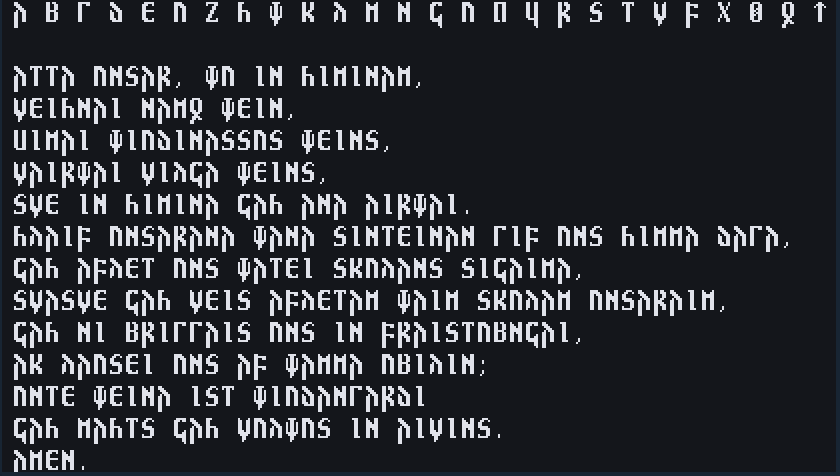 𐌰 𐌱 𐌲 𐌳 𐌴 𐌵 𐌶 𐌷 𐌸 𐌺 𐌻 𐌼 𐌽 𐌾 𐌿 𐍀 𐍁 𐍂 𐍃 𐍄 𐍅 𐍆 𐍇 𐍈 𐍉 𐍊
𐌰𐍄𐍄𐌰 𐌿𐌽𐍃𐌰𐍂, 𐌸𐌿 𐌹𐌽 𐌷𐌹𐌼𐌹𐌽𐌰𐌼,
𐍅𐌴𐌹𐌷𐌽𐌰𐌹 𐌽𐌰𐌼𐍉 𐌸𐌴𐌹𐌽,
𐌵𐌹𐌼𐌰𐌹 𐌸𐌹𐌿𐌳𐌹𐌽𐌰𐍃𐍃𐌿𐍃 𐌸𐌴𐌹𐌽𐍃,
𐍅𐌰𐌹𐍂𐌸𐌰𐌹 𐍅𐌹𐌻𐌾𐌰 𐌸𐌴𐌹𐌽𐍃,
𐍃𐍅𐌴 𐌹𐌽 𐌷𐌹𐌼𐌹𐌽𐌰 𐌾𐌰𐌷 𐌰𐌽𐌰 𐌰𐌹𐍂𐌸𐌰𐌹.
𐌷𐌻𐌰𐌹𐍆 𐌿𐌽𐍃𐌰𐍂𐌰𐌽𐌰 𐌸𐌰𐌽𐌰 𐍃𐌹𐌽𐍄𐌴𐌹𐌽𐌰𐌽 𐌲𐌹𐍆 𐌿𐌽𐍃 𐌷𐌹𐌼𐌼𐌰 𐌳𐌰𐌲𐌰,
𐌾𐌰𐌷 𐌰𐍆𐌻𐌴𐍄 𐌿𐌽𐍃 𐌸𐌰𐍄𐌴𐌹 𐍃𐌺𐌿𐌻𐌰𐌽𐍃 𐍃𐌹𐌾𐌰𐌹𐌼𐌰,
𐍃𐍅𐌰𐍃𐍅𐌴 𐌾𐌰𐌷 𐍅𐌴𐌹𐍃 𐌰𐍆𐌻𐌴𐍄𐌰𐌼 𐌸𐌰𐌹𐌼 𐍃𐌺𐌿𐌻𐌰𐌼 𐌿𐌽𐍃𐌰𐍂𐌰𐌹𐌼,
𐌾𐌰𐌷 𐌽𐌹 𐌱𐍂𐌹𐌲𐌲𐌰𐌹𐍃 𐌿𐌽𐍃 𐌹𐌽 𐍆𐍂𐌰𐌹𐍃𐍄𐌿𐌱𐌽𐌾𐌰𐌹,
𐌰𐌺 𐌻𐌰𐌿𐍃𐌴𐌹 𐌿𐌽𐍃 𐌰𐍆 𐌸𐌰𐌼𐌼𐌰 𐌿𐌱𐌹𐌻𐌹𐌽;
𐌿𐌽𐍄𐌴 𐌸𐌴𐌹𐌽𐌰 𐌹𐍃𐍄 𐌸𐌹𐌿𐌳𐌰𐌽𐌲𐌰𐍂𐌳𐌹
𐌾𐌰𐌷 𐌼𐌰𐌷𐍄𐍃 𐌾𐌰𐌷 𐍅𐌿𐌻𐌸𐌿𐍃 𐌹𐌽 𐌰𐌹𐍅𐌹𐌽𐍃.
𐌰𐌼𐌴𐌽.